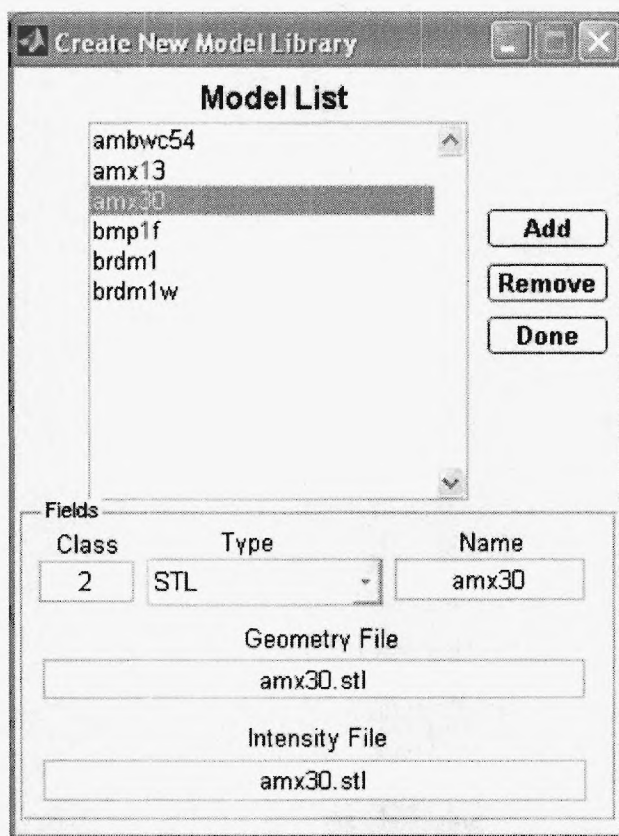 Create New Model Library
Model List
ambwc54
amx13
amx30
bmp1f
brdm1
brdm1w
Add
Remove
Done
Fields
Class Type Name
2 STL amx30
Geometry File
amx30.stl
Intensity File
amx30.stl